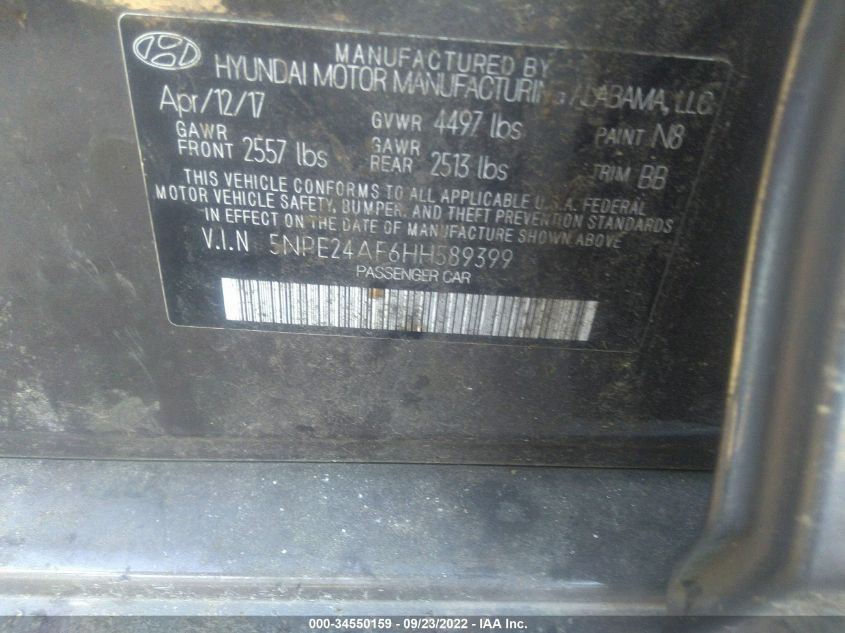 MANUFACTURED BY
HYUNDAI MOTOR MANUFACTURING ALABAMA, LLC
Apr/12/17
GVWR 4497 lbs
PAINT N8
GAWR FRONT 2557 lbs
GAWR REAR 2513 lbs
TRIM BB
THIS VEHICLE CONFORMS TO ALL APPLICABLE U.S.A. FEDERAL
MOTOR VEHICLE SAFETY, BUMPER, AND THEFT PREVENTION STANDARDS
IN EFFECT ON THE DATE OF MANUFACTURE SHOWN ABOVE
V.I.N 5NPE24AF6HH589399
PASSENGER CAR
000-34550159 - 09/23/2022 - IAA Inc.